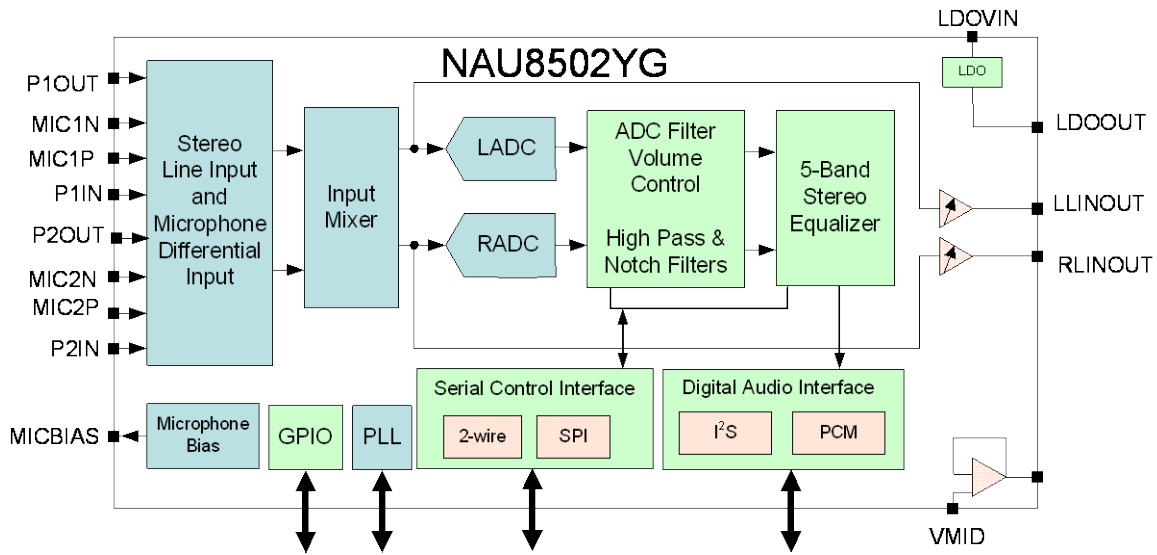 LDOVIN
NAU8502YG
LDO
P1OUT
MIC1N
MIC1P
P1IN
P2OUT
MIC2N
MIC2P
P2IN
MICBIAS
Stereo
Line Input
and
Microphone
Differential
Input
Input
Mixer
LADC
RADC
ADC Filter
Volume
Control
High Pass &
Notch Filters
5-Band
Stereo
Equalizer
LDOOUT
LLINOUT
RLINOUT
Microphone
Bias
GPIO
PLL
Serial Control Interface
2-wire
SPI
Digital Audio Interface
I²S
PCM
VMID